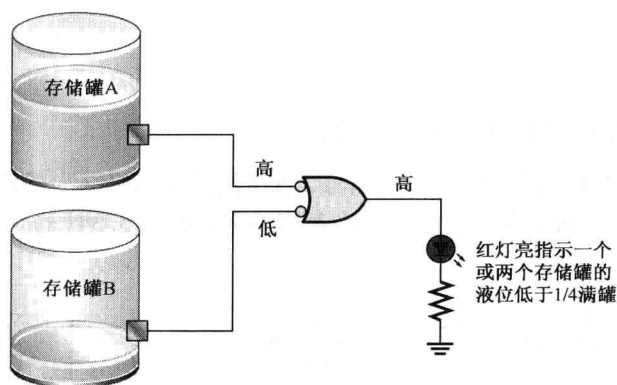 存储罐A
高
高
低
存储罐B
红灯亮指示一个
或两个存储罐的
液位低于1/4满罐